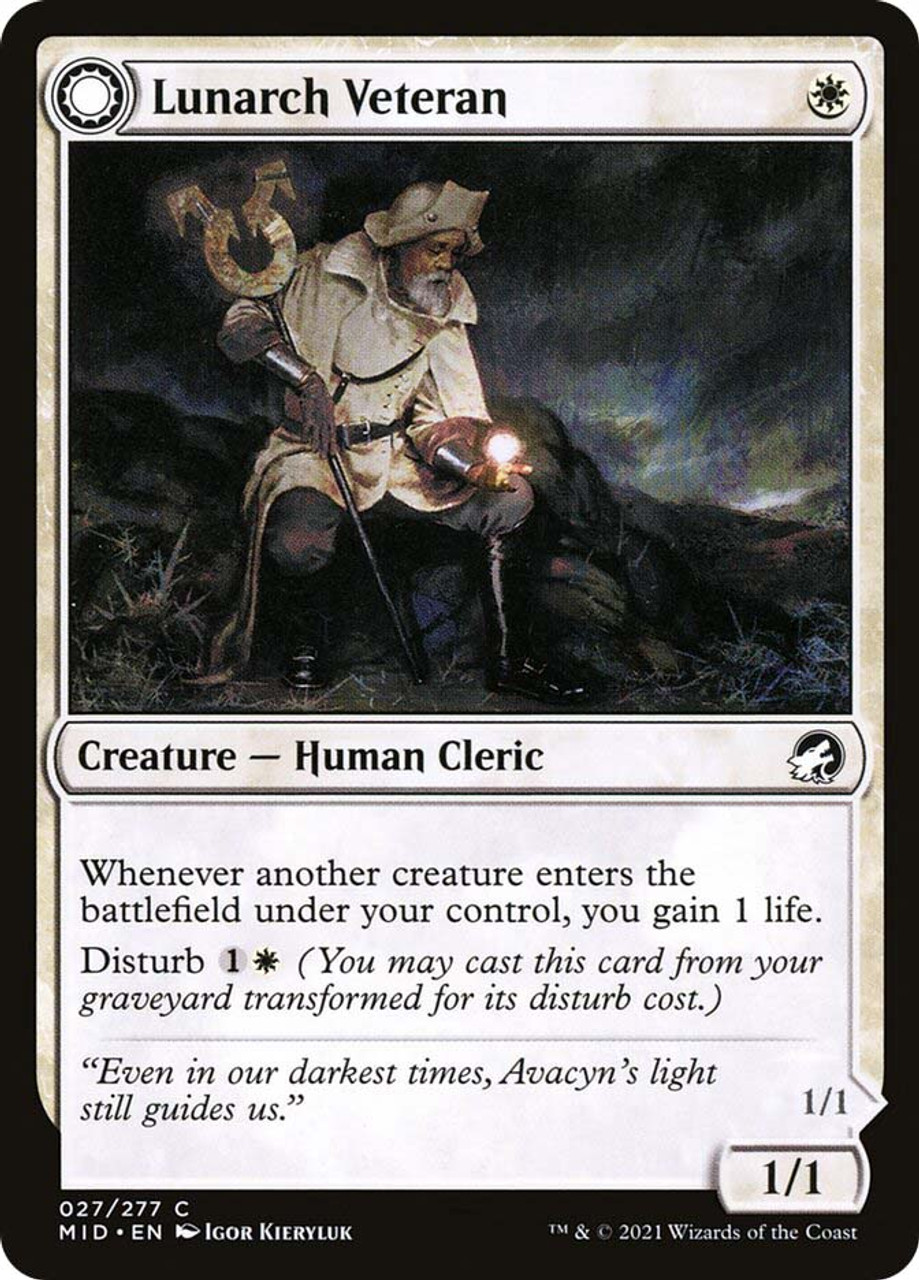 Lunarch Veteran
Creature — Human Cleric
Whenever another creature enters the
battlefield under your control, you gain 1 life.
Disturb 1 (You may cast this card from your
graveyard transformed for its disturb cost.)
“Even in our darkest times, Avacyn’s light
still guides us.”
1/1
1/1
027/277 C
MID • EN Igor Kieryluk
™ & © 2021 Wizards of the Coast